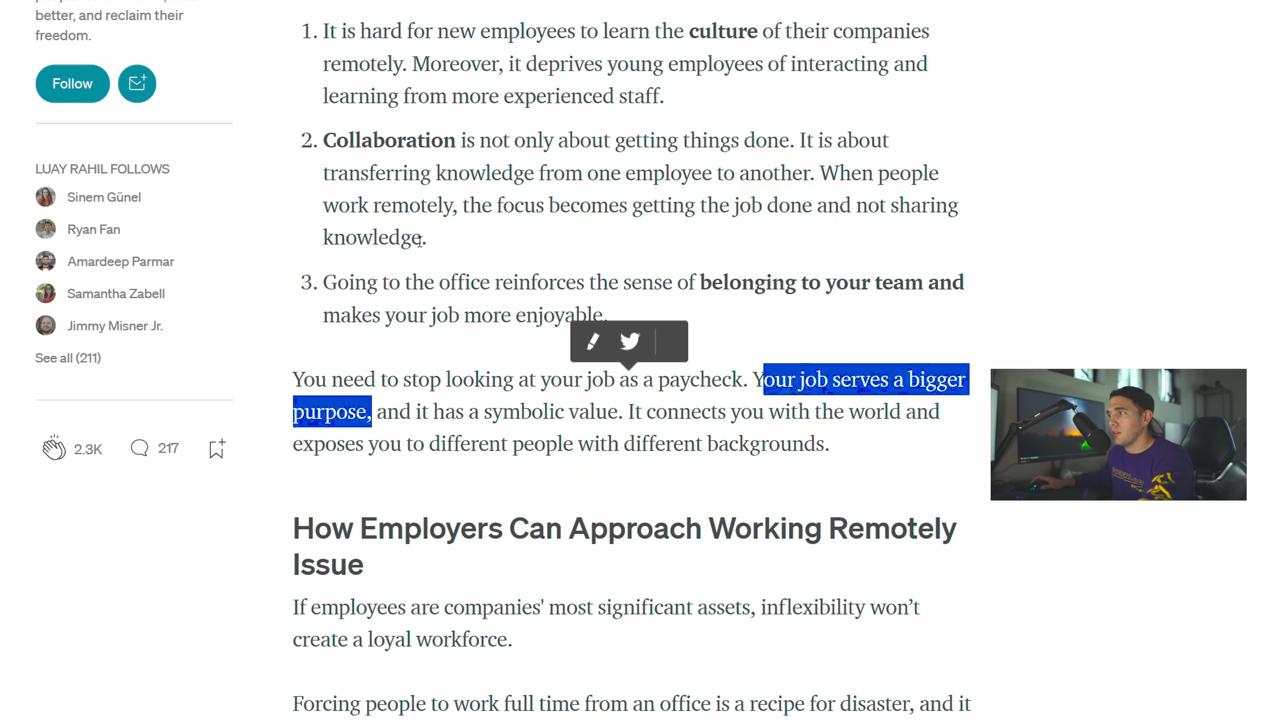 better, and reclaim their
freedom.
Follow
LUAY RAHIL FOLLOWS
Sinem Günel
Ryan Fan
Amardeep Parmar
Samantha Zabell
Jimmy Misner Jr.
See all (211)
2.3K
217
1. It is hard for new employees to learn the culture of their companies
remotely. Moreover, it deprives young employees of interacting and
learning from more experienced staff.
2. Collaboration is not only about getting things done. It is about
transferring knowledge from one employee to another. When people
work remotely, the focus becomes getting the job done and not sharing
knowledge.
3. Going to the office reinforces the sense of belonging to your team and
makes your job more enjoyable.
You need to stop looking at your job as a paycheck. Your job serves a bigger
purpose, and it has a symbolic value. It connects you with the world and
exposes you to different people with different backgrounds.
How Employers Can Approach Working Remotely
Issue
If employees are companies' most significant assets, inflexibility won’t
create a loyal workforce.
Forcing people to work full time from an office is a recipe for disaster, and it